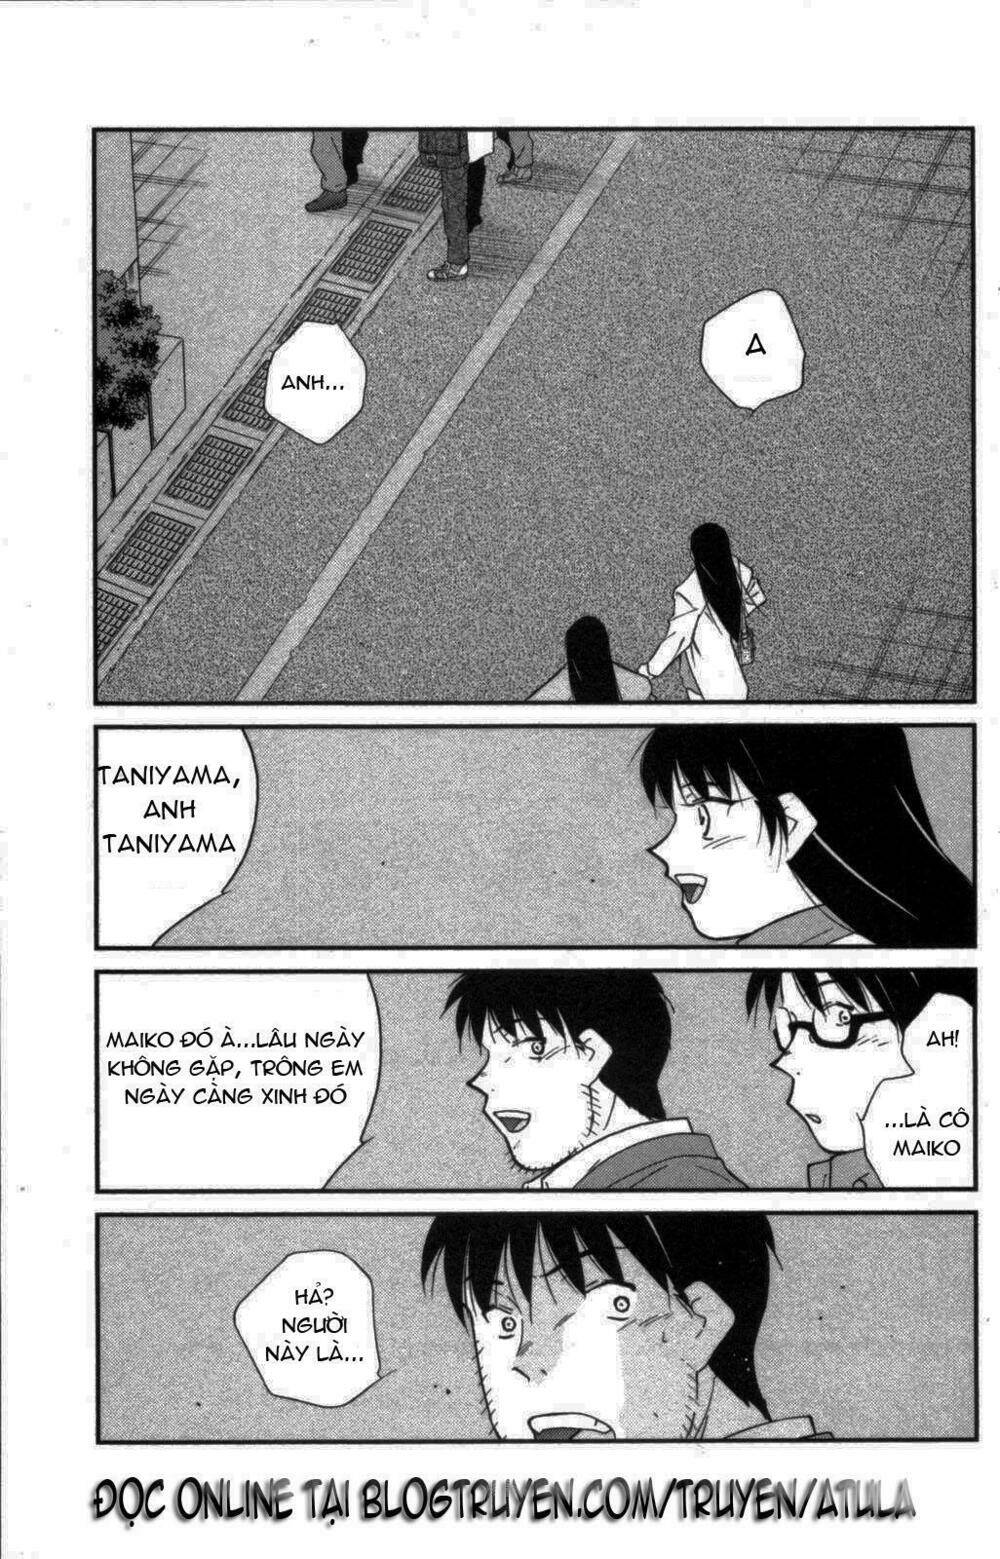 A
ANH...
TANIYAMA,
ANH
TANIYAMA
AH!
...LÀ CÔ
MAIKO
MAIKO ĐÓ À...LÂU NGÀY
KHÔNG GẶP, TRÔNG EM
NGÀY CÀNG XINH ĐÓ
HẢ?
NGƯỜI
NÀY LÀ...
ĐỌC ONLINE TẠI BLOGTRUYEN.COM/TRUYEN/ATULA